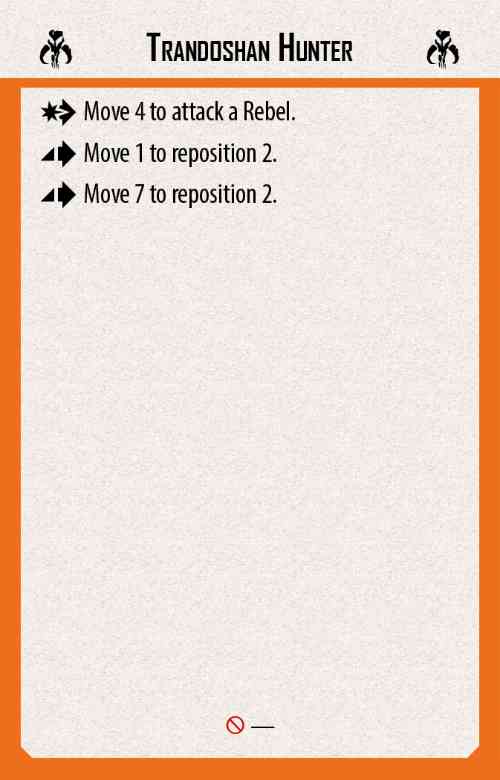 Trandoshan Hunter
Move 4 to attack a Rebel.
Move 1 to reposition 2.
Move 7 to reposition 2.
—